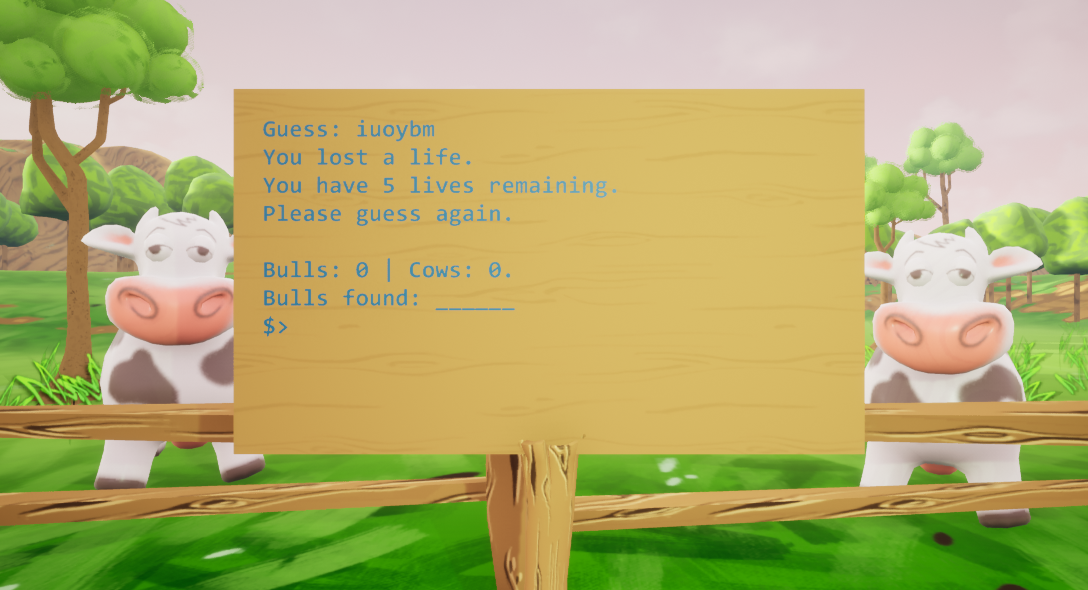 Guess: iuoybm
You lost a life.
You have 5 lives remaining.
Please guess again.
Bulls: 0 | Cows: 0.
Bulls found: ______
$>